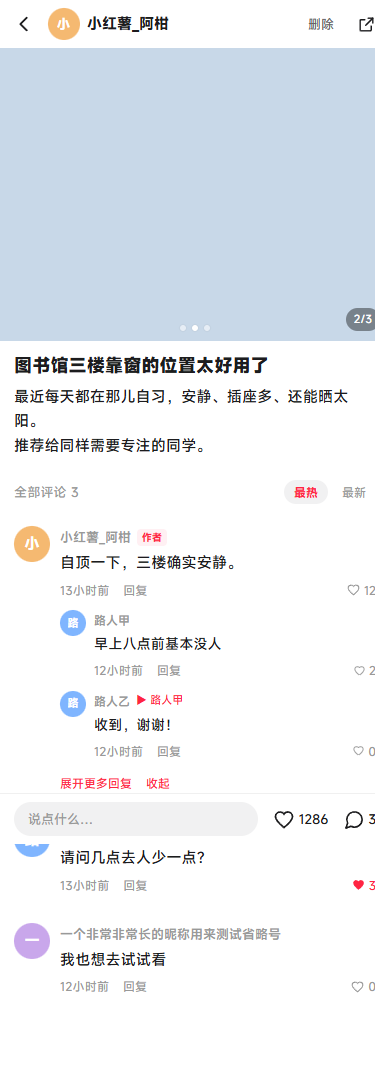 小 小红薯_阿柑 删除
2/3
图书馆三楼靠窗的位置太好用了
最近每天都在那儿自习，安静、插座多、还能晒太
阳。
推荐给同样需要专注的同学。
全部评论 3 最热 最新
小 小红薯_阿柑 作者
自顶一下，三楼确实安静。
13小时前 回复 12
路 路人甲
早上八点前基本没人
12小时前 回复 2
路 路人乙 ▶ 路人甲
收到，谢谢！
12小时前 回复 0
展开更多回复 收起
说点什么... 1286 3
请问几点去人少一点？
13小时前 回复 3
一 一个非常非常长的昵称用来测试省略号
我也想去试试看
12小时前 回复 0